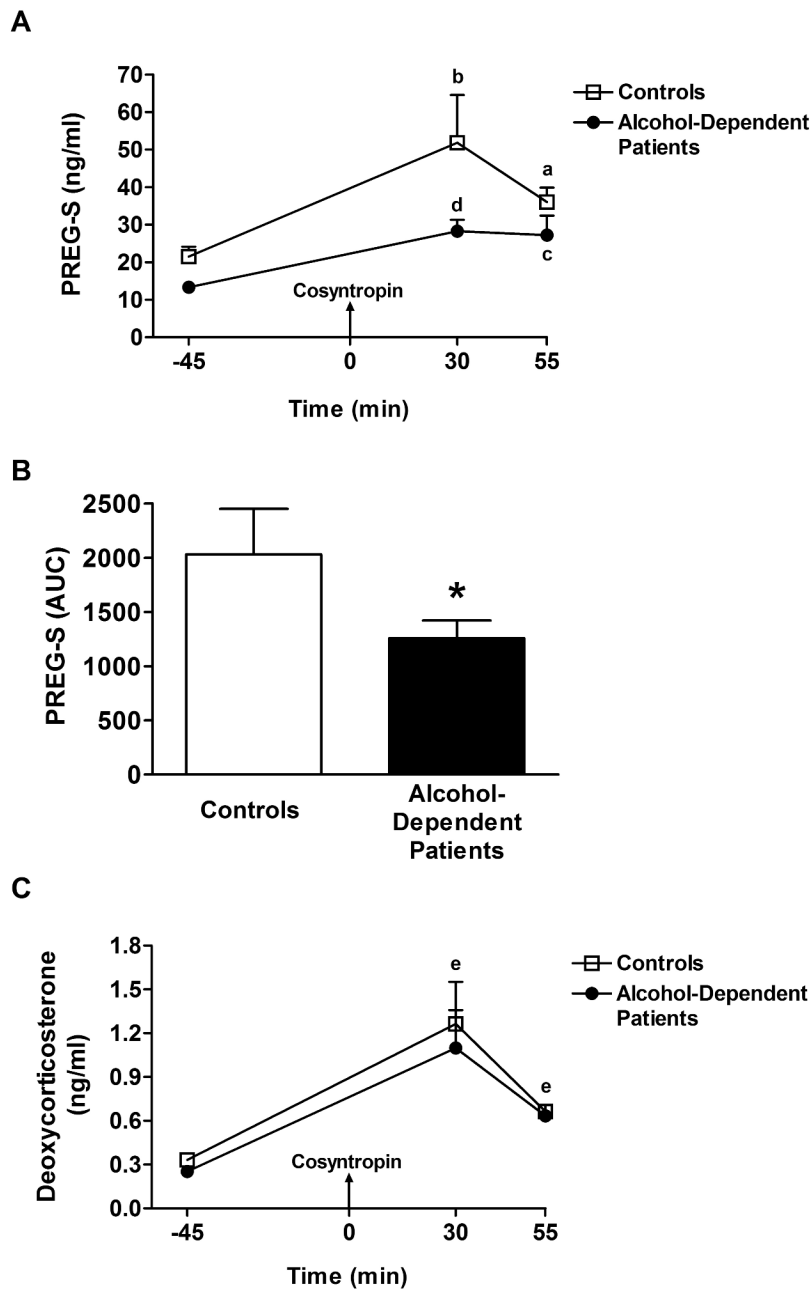 A
PREG-S (ng/ml)
70
60
50
40
30
20
10
0
b
a
d
c
Cosyntropin
-45
0
30
55
Time (min)
Controls
Alcohol-Dependent
Patients
B
PREG-S (AUC)
2500
2000
1500
1000
500
0
*
Controls
Alcohol-
Dependent
Patients
C
Deoxycorticosterone
(ng/ml)
1.8
1.5
1.2
0.9
0.6
0.3
0.0
e
e
Cosyntropin
-45
0
30
55
Time (min)
Controls
Alcohol-Dependent
Patients